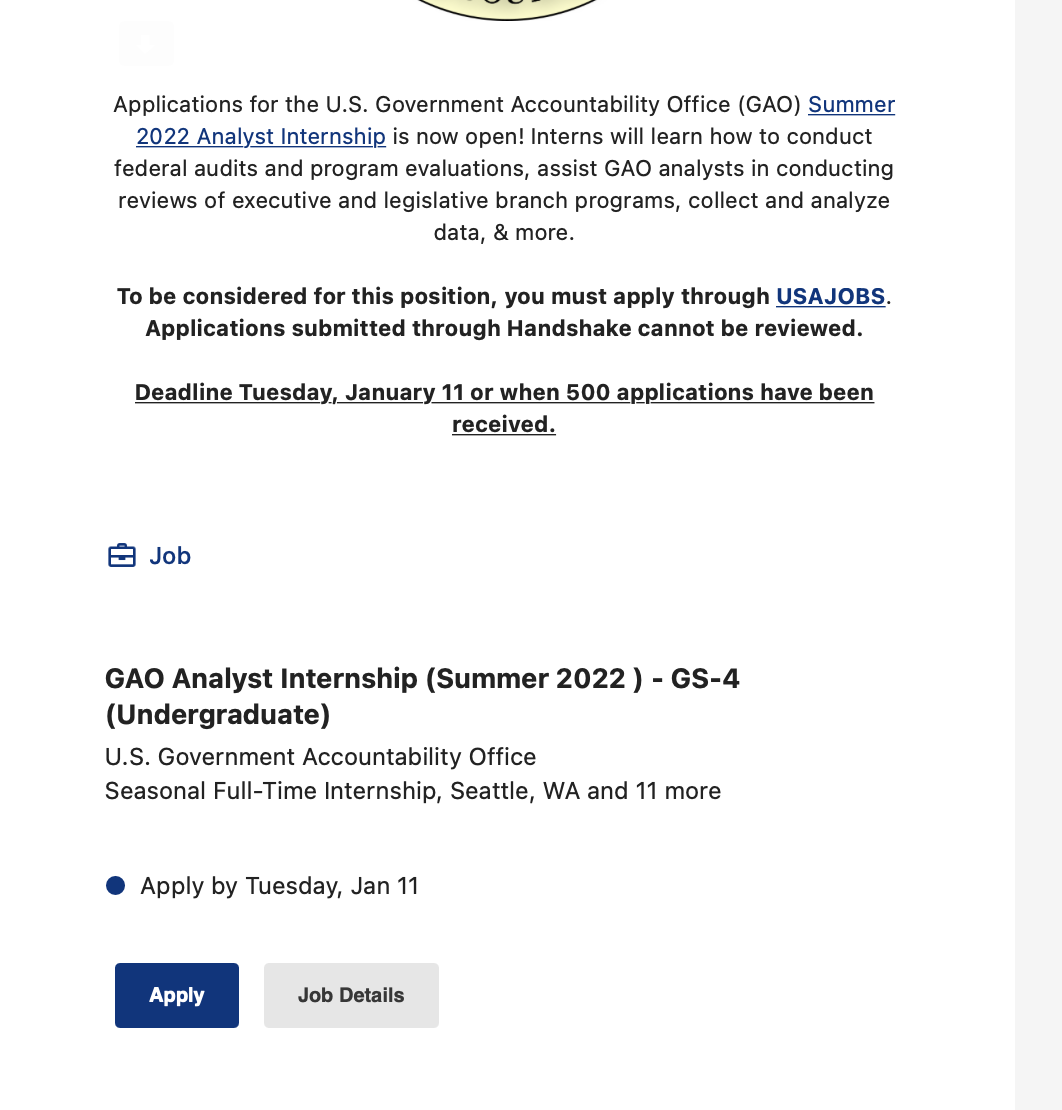 Applications for the U.S. Government Accountability Office (GAO) Summer
2022 Analyst Internship is now open! Interns will learn how to conduct
federal audits and program evaluations, assist GAO analysts in conducting
reviews of executive and legislative branch programs, collect and analyze
data, & more.
To be considered for this position, you must apply through USAJOBS.
Applications submitted through Handshake cannot be reviewed.
Deadline Tuesday, January 11 or when 500 applications have been
received.
Job
GAO Analyst Internship (Summer 2022 ) - GS-4
(Undergraduate)
U.S. Government Accountability Office
Seasonal Full-Time Internship, Seattle, WA and 11 more
Apply by Tuesday, Jan 11
Apply
Job Details